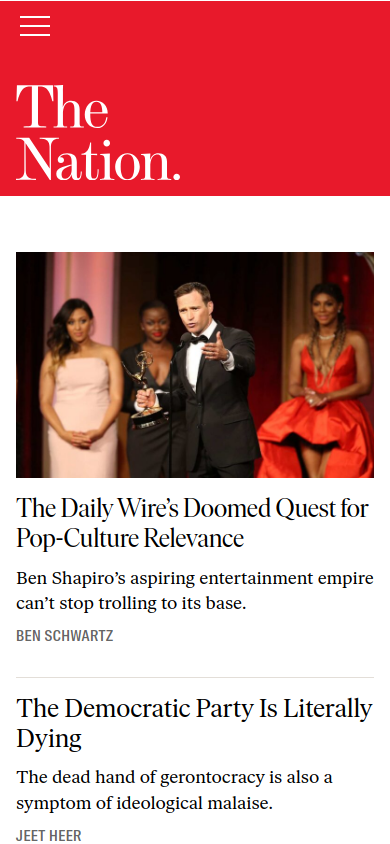 The
Nation.
The Daily Wire's Doomed Quest for
Pop-Culture Relevance
Ben Shapiro's aspiring entertainment empire
can't stop trolling to its base.
BEN SCHWARTZ
The Democratic Party Is Literally
Dying
The dead hand of gerontocracy is also a
symptom of ideological malaise.
JEET HEER